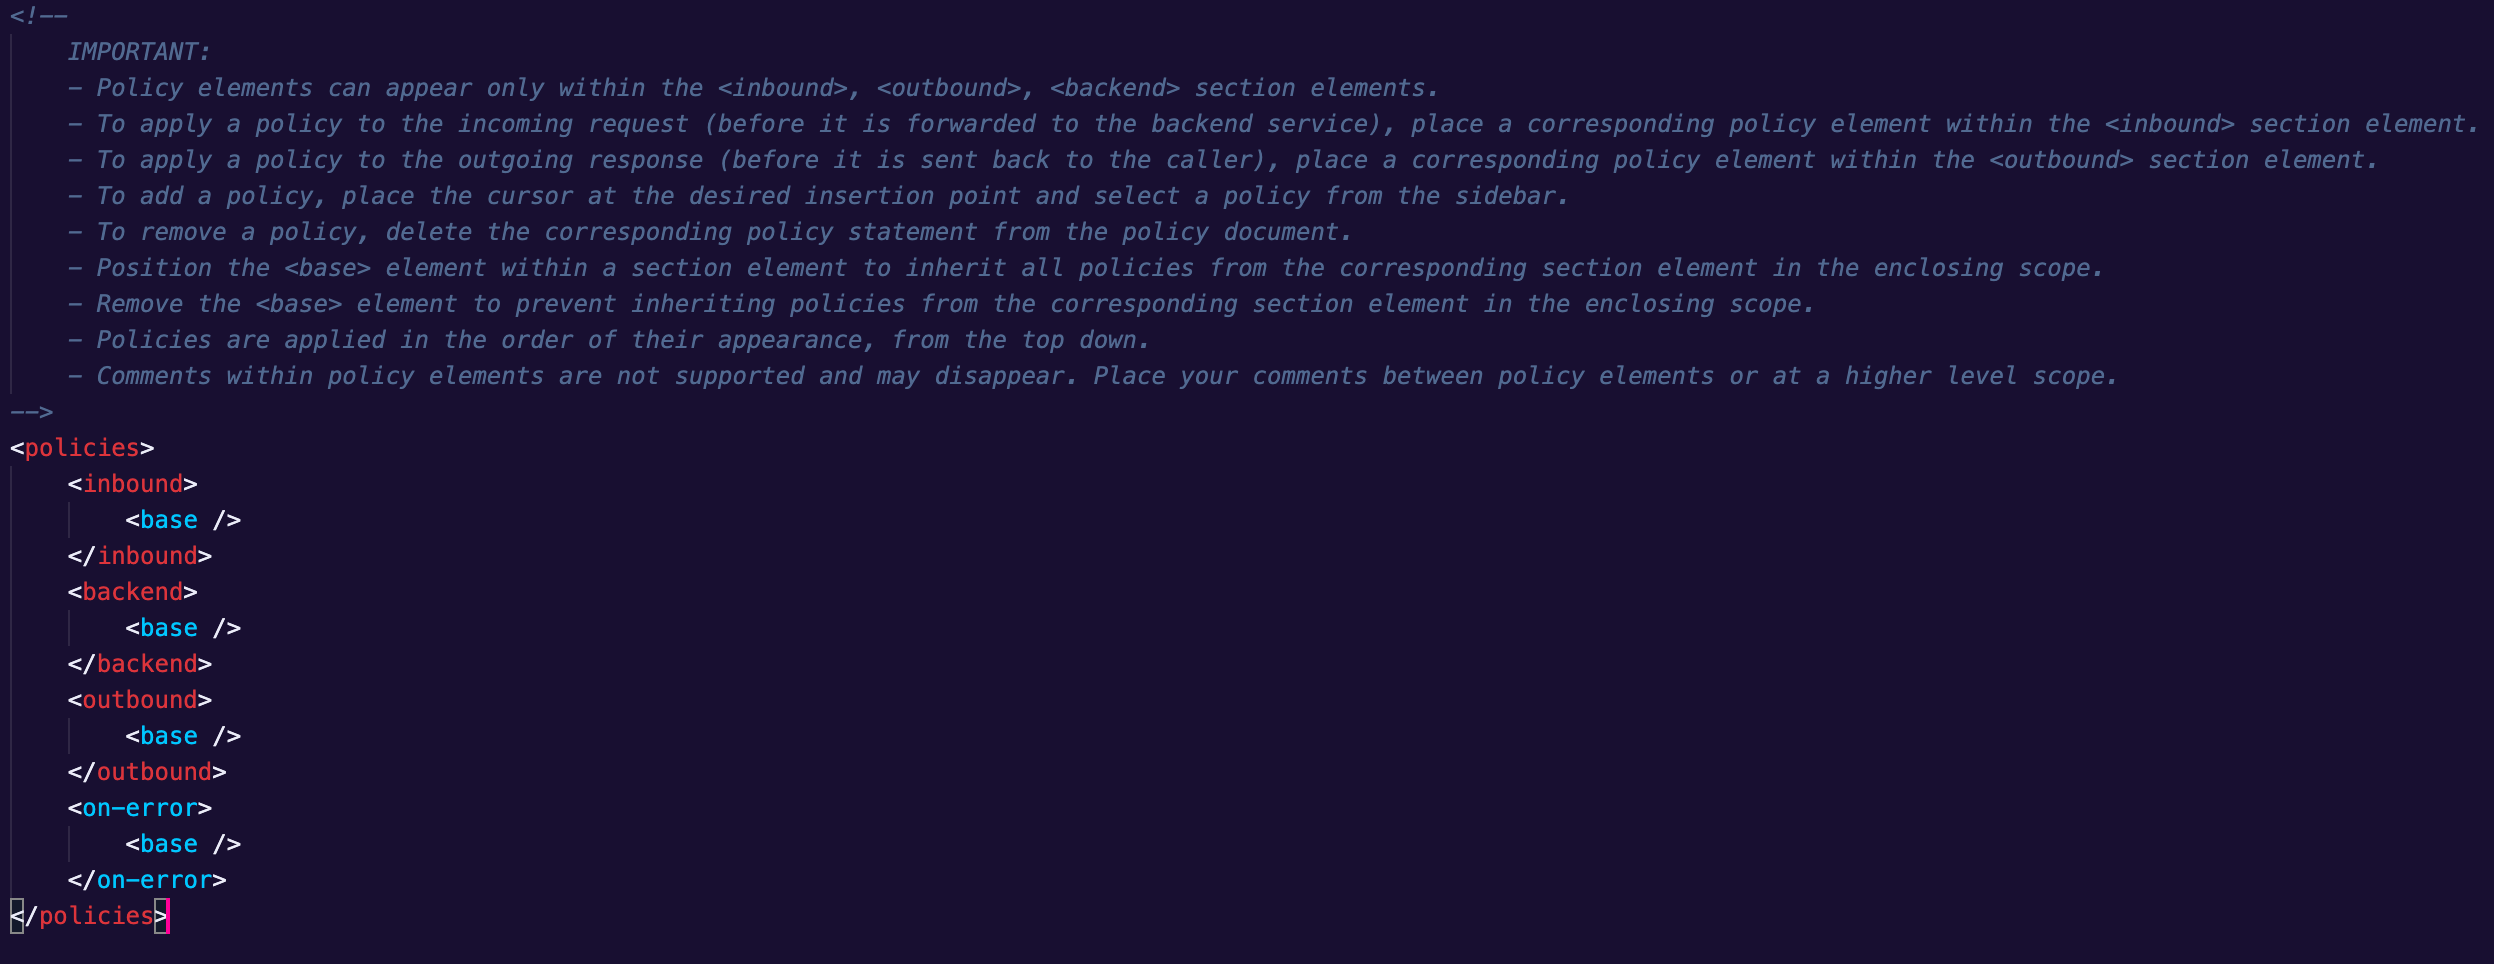 <!--
    IMPORTANT:
    - Policy elements can appear only within the <inbound>, <outbound>, <backend> section elements.
    - To apply a policy to the incoming request (before it is forwarded to the backend service), place a corresponding policy element within the <inbound> section element.
    - To apply a policy to the outgoing response (before it is sent back to the caller), place a corresponding policy element within the <outbound> section element.
    - To add a policy, place the cursor at the desired insertion point and select a policy from the sidebar.
    - To remove a policy, delete the corresponding policy statement from the policy document.
    - Position the <base> element within a section element to inherit all policies from the corresponding section element in the enclosing scope.
    - Remove the <base> element to prevent inheriting policies from the corresponding section element in the enclosing scope.
    - Policies are applied in the order of their appearance, from the top down.
    - Comments within policy elements are not supported and may disappear. Place your comments between policy elements or at a higher level scope.
-->
<policies>
    <inbound>
        <base />
    </inbound>
    <backend>
        <base />
    </backend>
    <outbound>
        <base />
    </outbound>
    <on-error>
        <base />
    </on-error>
</policies>